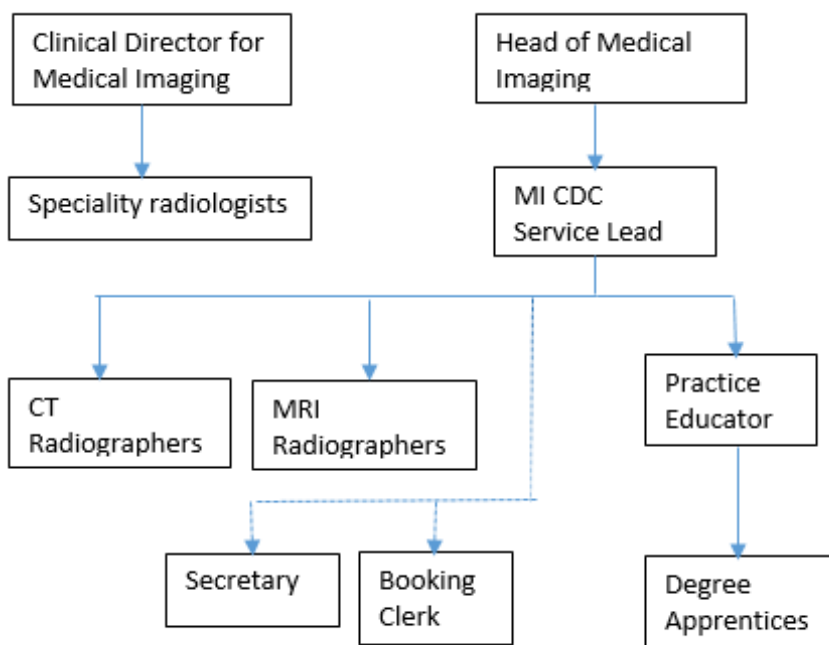 Clinical Director for
Medical Imaging
Head of Medical
Imaging
Speciality radiologists
MI CDC
Service Lead
CT
Radiographers
MRI
Radiographers
Practice
Educator
Secretary
Booking
Clerk
Degree
Apprentices